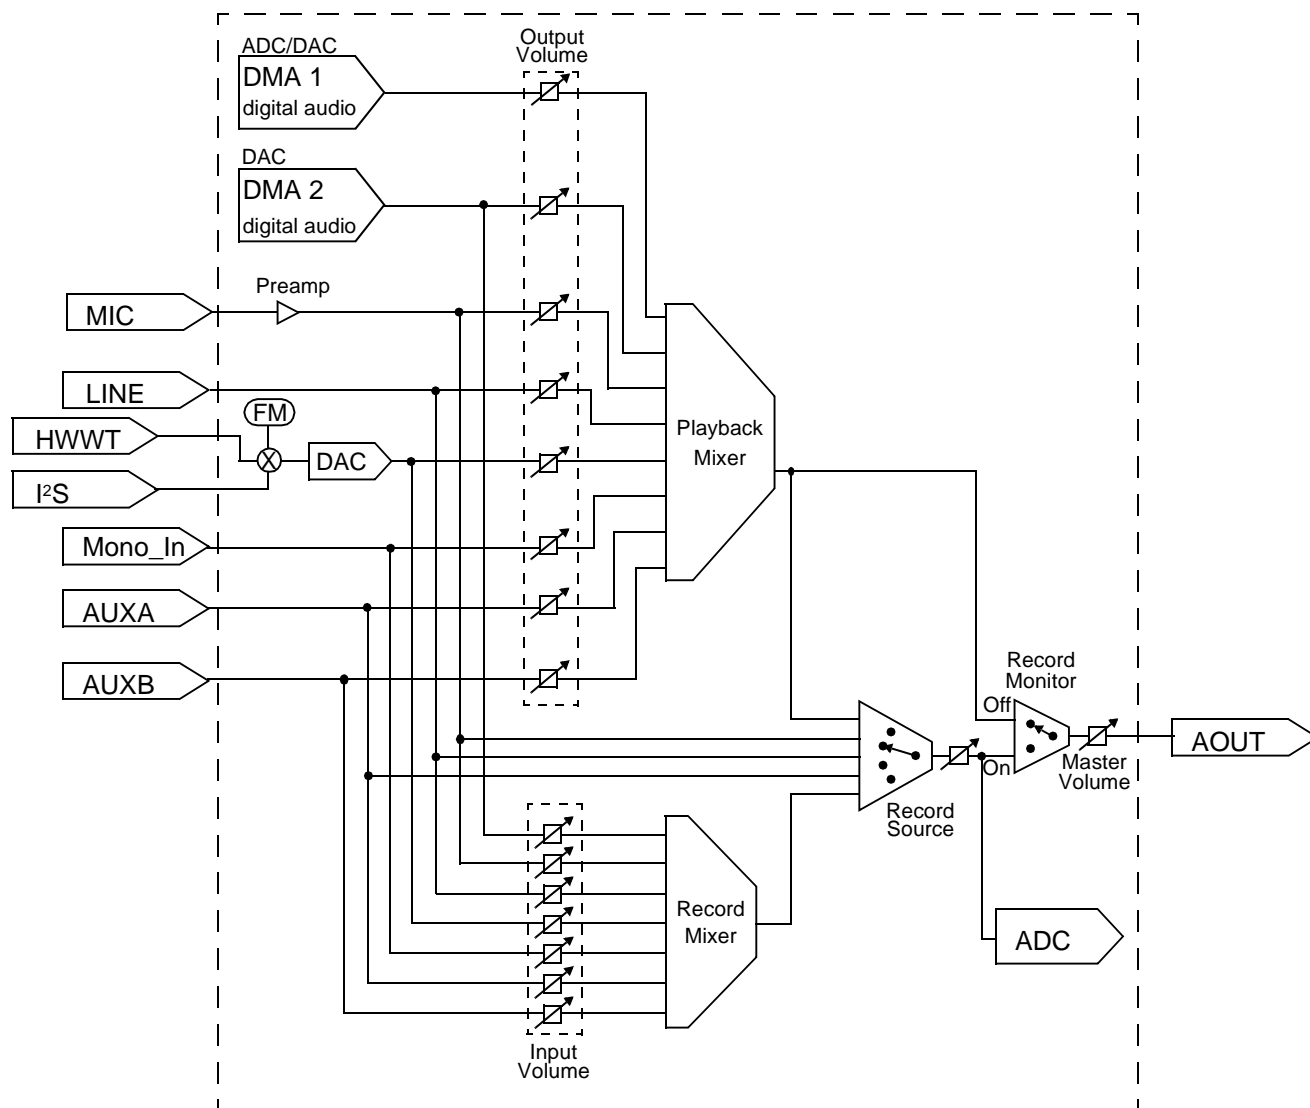 ADC/DAC
DMA 1
digital audio
Output
Volume
DAC
DMA 2
digital audio
MIC
Preamp
LINE
FM
HWWT
DAC
I²S
Playback
Mixer
Mono_In
AUXA
AUXB
Record
Monitor
Off
On
AOUT
Master
Volume
Record
Source
Record
Mixer
ADC
Input
Volume